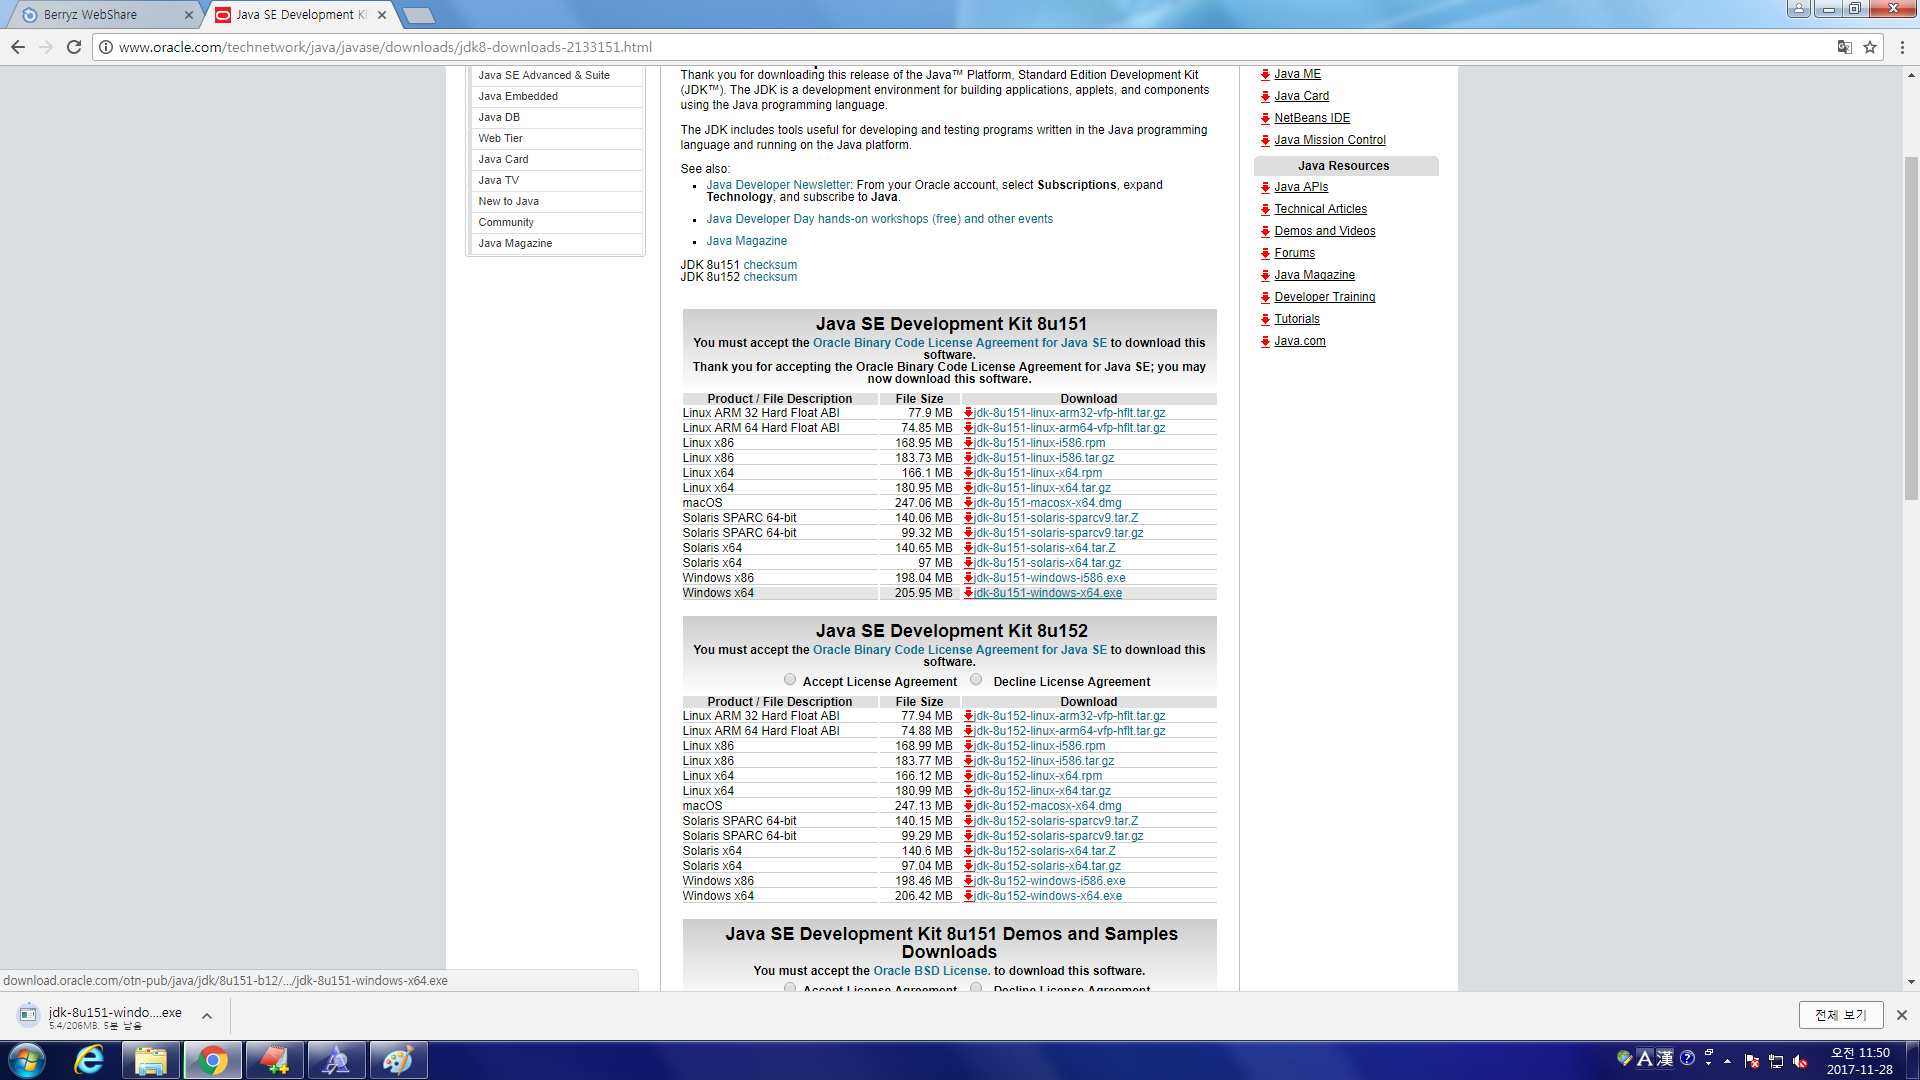 Berryz WebShare
Java SE Development Ki
www.oracle.com/technetwork/java/javase/downloads/jdk8-downloads-2133151.html
Java SE Advanced & Suite
Java Embedded
Java DB
Web Tier
Java Card
Java TV
New to Java
Community
Java Magazine
Thank you for downloading this release of the Java™ Platform, Standard Edition Development Kit
(JDK™). The JDK is a development environment for building applications, applets, and components
using the Java programming language.
The JDK includes tools useful for developing and testing programs written in the Java programming
language and running on the Java platform.
See also:
Java Developer Newsletter: From your Oracle account, select Subscriptions, expand
Technology, and subscribe to Java.
Java Developer Day hands-on workshops (free) and other events
Java Magazine
JDK 8u151 checksum
JDK 8u152 checksum
Java SE Development Kit 8u151
You must accept the Oracle Binary Code License Agreement for Java SE to download this
software.
Thank you for accepting the Oracle Binary Code License Agreement for Java SE; you may
now download this software.
Product / File Description File Size Download
Linux ARM 32 Hard Float ABI 77.9 MB jdk-8u151-linux-arm32-vfp-hflt.tar.gz
Linux ARM 64 Hard Float ABI 74.85 MB jdk-8u151-linux-arm64-vfp-hflt.tar.gz
Linux x86 168.95 MB jdk-8u151-linux-i586.rpm
Linux x86 183.73 MB jdk-8u151-linux-i586.tar.gz
Linux x64 166.1 MB jdk-8u151-linux-x64.rpm
Linux x64 180.95 MB jdk-8u151-linux-x64.tar.gz
macOS 247.06 MB jdk-8u151-macosx-x64.dmg
Solaris SPARC 64-bit 140.06 MB jdk-8u151-solaris-sparcv9.tar.Z
Solaris SPARC 64-bit 99.32 MB jdk-8u151-solaris-sparcv9.tar.gz
Solaris x64 140.65 MB jdk-8u151-solaris-x64.tar.Z
Solaris x64 97 MB jdk-8u151-solaris-x64.tar.gz
Windows x86 198.04 MB jdk-8u151-windows-i586.exe
Windows x64 205.95 MB jdk-8u151-windows-x64.exe
Java SE Development Kit 8u152
You must accept the Oracle Binary Code License Agreement for Java SE to download this
software.
Accept License Agreement Decline License Agreement
Product / File Description File Size Download
Linux ARM 32 Hard Float ABI 77.94 MB jdk-8u152-linux-arm32-vfp-hflt.tar.gz
Linux ARM 64 Hard Float ABI 74.88 MB jdk-8u152-linux-arm64-vfp-hflt.tar.gz
Linux x86 168.99 MB jdk-8u152-linux-i586.rpm
Linux x86 183.77 MB jdk-8u152-linux-i586.tar.gz
Linux x64 166.12 MB jdk-8u152-linux-x64.rpm
Linux x64 180.99 MB jdk-8u152-linux-x64.tar.gz
macOS 247.13 MB jdk-8u152-macosx-x64.dmg
Solaris SPARC 64-bit 140.15 MB jdk-8u152-solaris-sparcv9.tar.Z
Solaris SPARC 64-bit 99.29 MB jdk-8u152-solaris-sparcv9.tar.gz
Solaris x64 140.6 MB jdk-8u152-solaris-x64.tar.Z
Solaris x64 97.04 MB jdk-8u152-solaris-x64.tar.gz
Windows x86 198.46 MB jdk-8u152-windows-i586.exe
Windows x64 206.42 MB jdk-8u152-windows-x64.exe
Java SE Development Kit 8u151 Demos and Samples
Downloads
You must accept the Oracle BSD License. to download this software.
Accept License Agreement Decline License Agreement
Java ME
Java Card
NetBeans IDE
Java Mission Control
Java Resources
Java APIs
Technical Articles
Demos and Videos
Forums
Java Magazine
Developer Training
Tutorials
Java.com
download.oracle.com/otn-pub/java/jdk/8u151-b12/.../jdk-8u151-windows-x64.exe
jdk-8u151-windo....exe
5.4/206MB, 5분 남음
전체 보기
A 漢
오전 11:50
2017-11-28